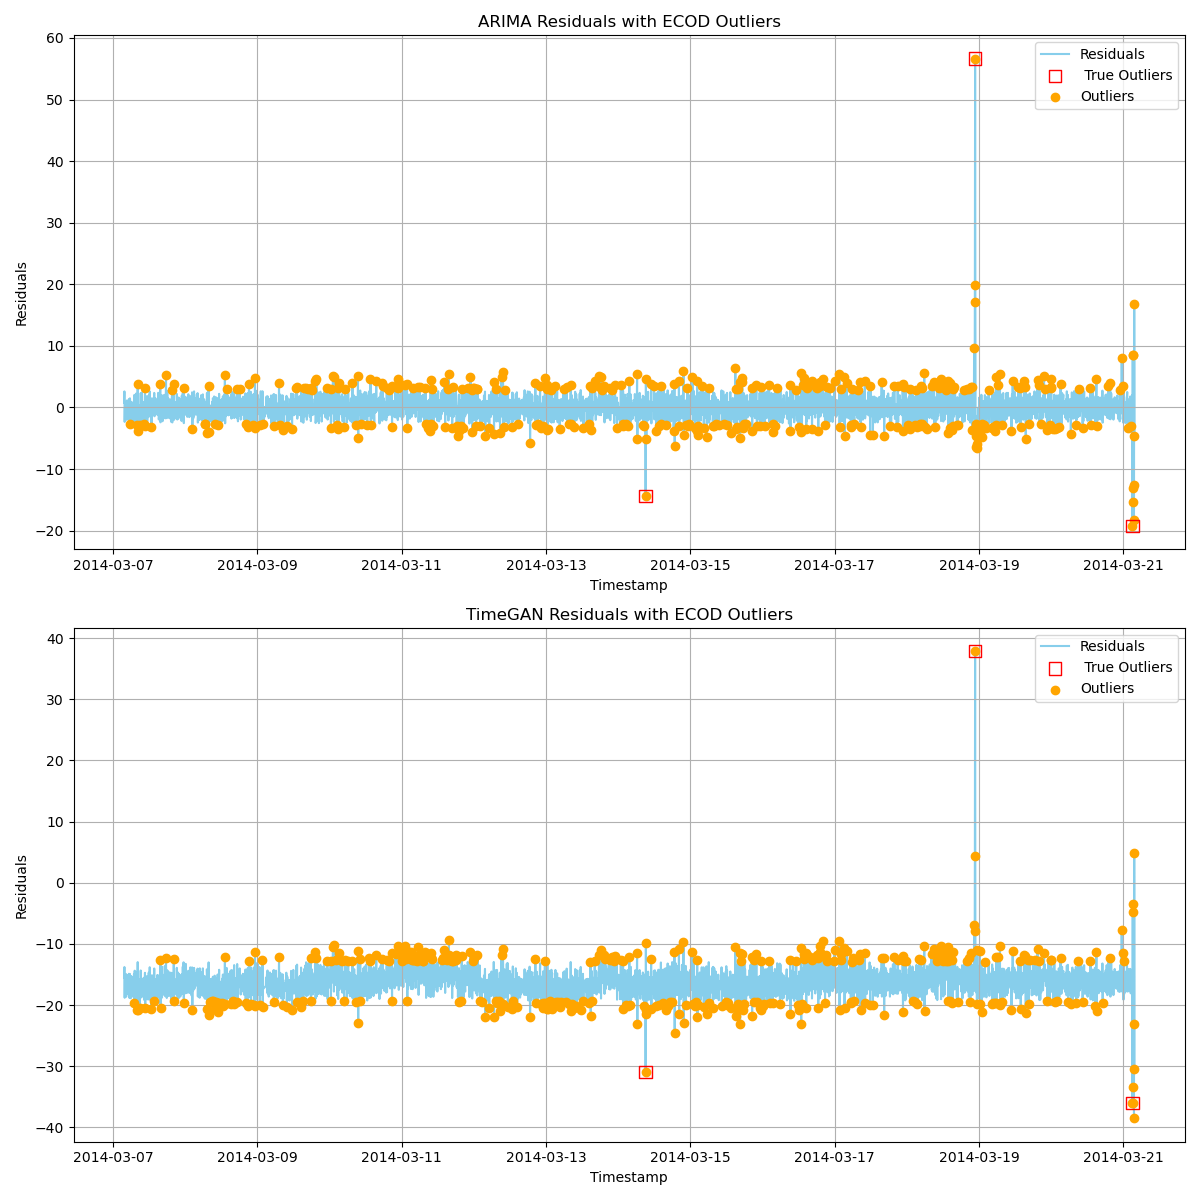 ARIMA Residuals with ECOD Outliers
Residuals
True Outliers
Outliers
60
50
40
30
20
10
0
−10
−20
Residuals
2014-03-07 2014-03-09 2014-03-11 2014-03-13 2014-03-15 2014-03-17 2014-03-19 2014-03-21
Timestamp
TimeGAN Residuals with ECOD Outliers
Residuals
True Outliers
Outliers
40
30
20
10
0
−10
−20
−30
−40
Residuals
2014-03-07 2014-03-09 2014-03-11 2014-03-13 2014-03-15 2014-03-17 2014-03-19 2014-03-21
Timestamp